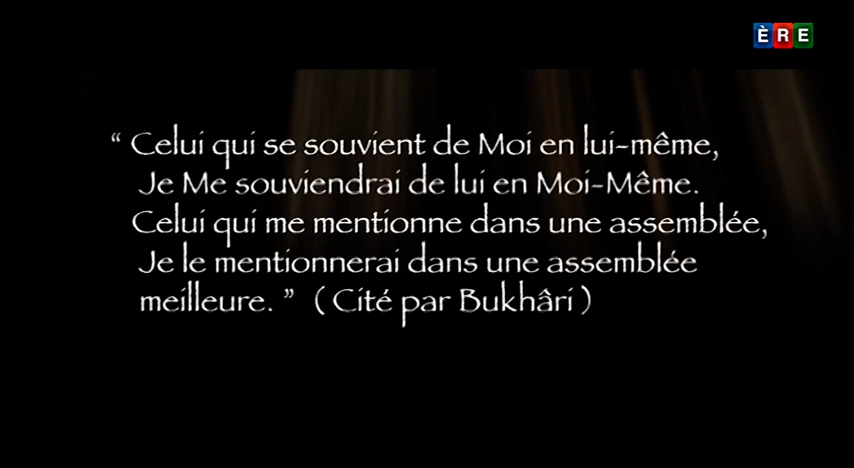 ÈRE
“ Celui qui se souvient de Moi en lui-même,
Je Me souviendrai de lui en Moi-Même.
Celui qui me mentionne dans une assemblée,
Je le mentionnerai dans une assemblée
meilleure. ” ( Cité par Bukhâri )